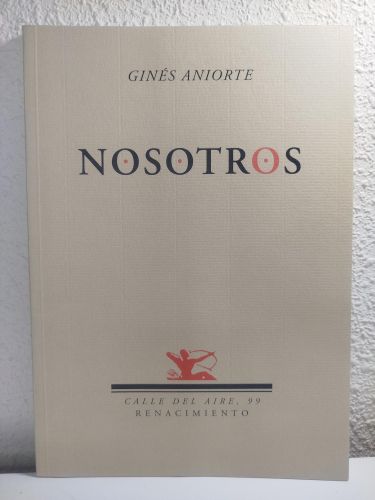 GINÉS ANIORTE
NOSOTROS
CALLE DEL AIRE, 99
RENACIMIENTO